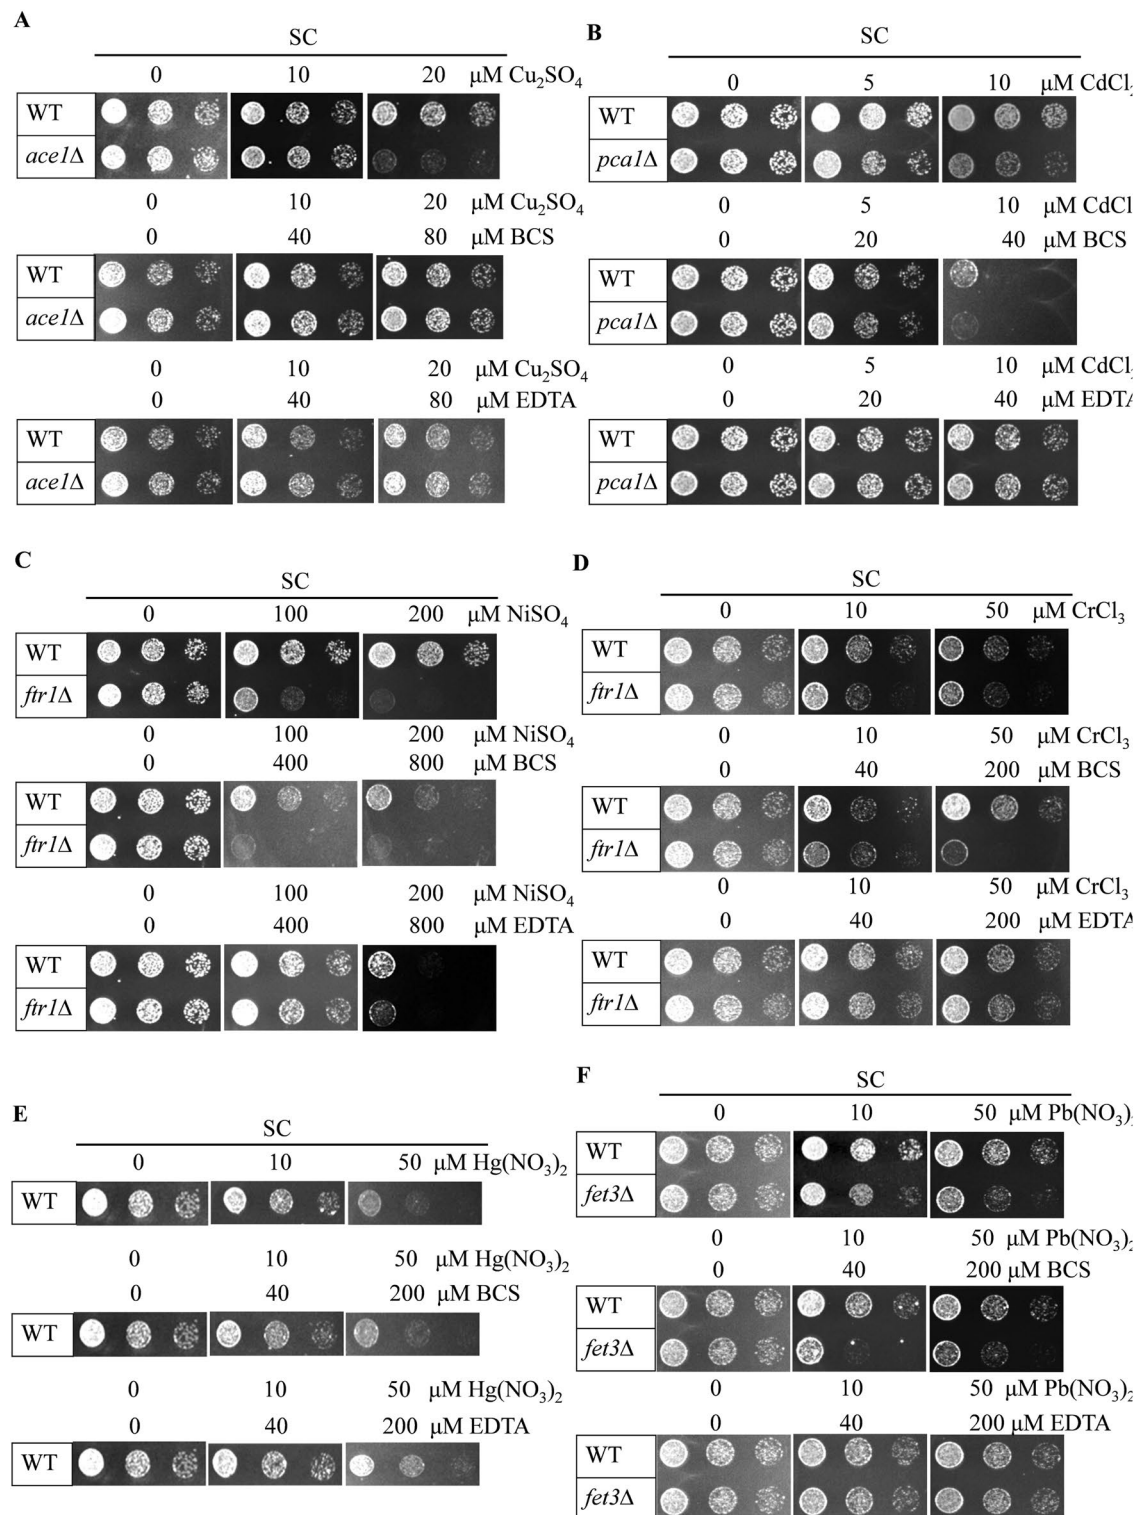 A
SC
0 10 20 μM Cu₂SO₄
WT
ace1Δ
0 10 20 μM Cu₂SO₄
0 40 80 μM BCS
WT
ace1Δ
0 10 20 μM Cu₂SO₄
0 40 80 μM EDTA
WT
ace1Δ
B
SC
0 5 10 μM CdCl₂
WT
pca1Δ
0 5 10 μM CdCl
0 20 40 μM BCS
WT
pca1Δ
0 5 10 μM CdCl₂
0 20 40 μM EDTA
WT
pca1Δ
C
SC
0 100 200 μM NiSO₄
WT
ftr1Δ
0 100 200 μM NiSO₄
0 400 800 μM BCS
WT
ftr1Δ
0 100 200 μM NiSO₄
0 400 800 μM EDTA
WT
ftr1Δ
D
SC
0 10 50 μM CrCl₃
WT
ftr1Δ
0 10 50 μM CrCl₃
0 40 200 μM BCS
WT
ftr1Δ
0 10 50 μM CrCl₃
0 40 200 μM EDTA
WT
ftr1Δ
E
SC
0 10 50 μM Hg(NO₃)₂
WT
0 10 50 μM Hg(NO₃)₂
0 40 200 μM BCS
WT
0 10 50 μM Hg(NO₃)₂
0 40 200 μM EDTA
WT
F
SC
0 10 50 μM Pb(NO₃)₂
WT
fet3Δ
0 10 50 μM Pb(NO₃)₂
0 40 200 μM BCS
WT
fet3Δ
0 10 50 μM Pb(NO₃)₂
0 40 200 μM EDTA
WT
fet3Δ